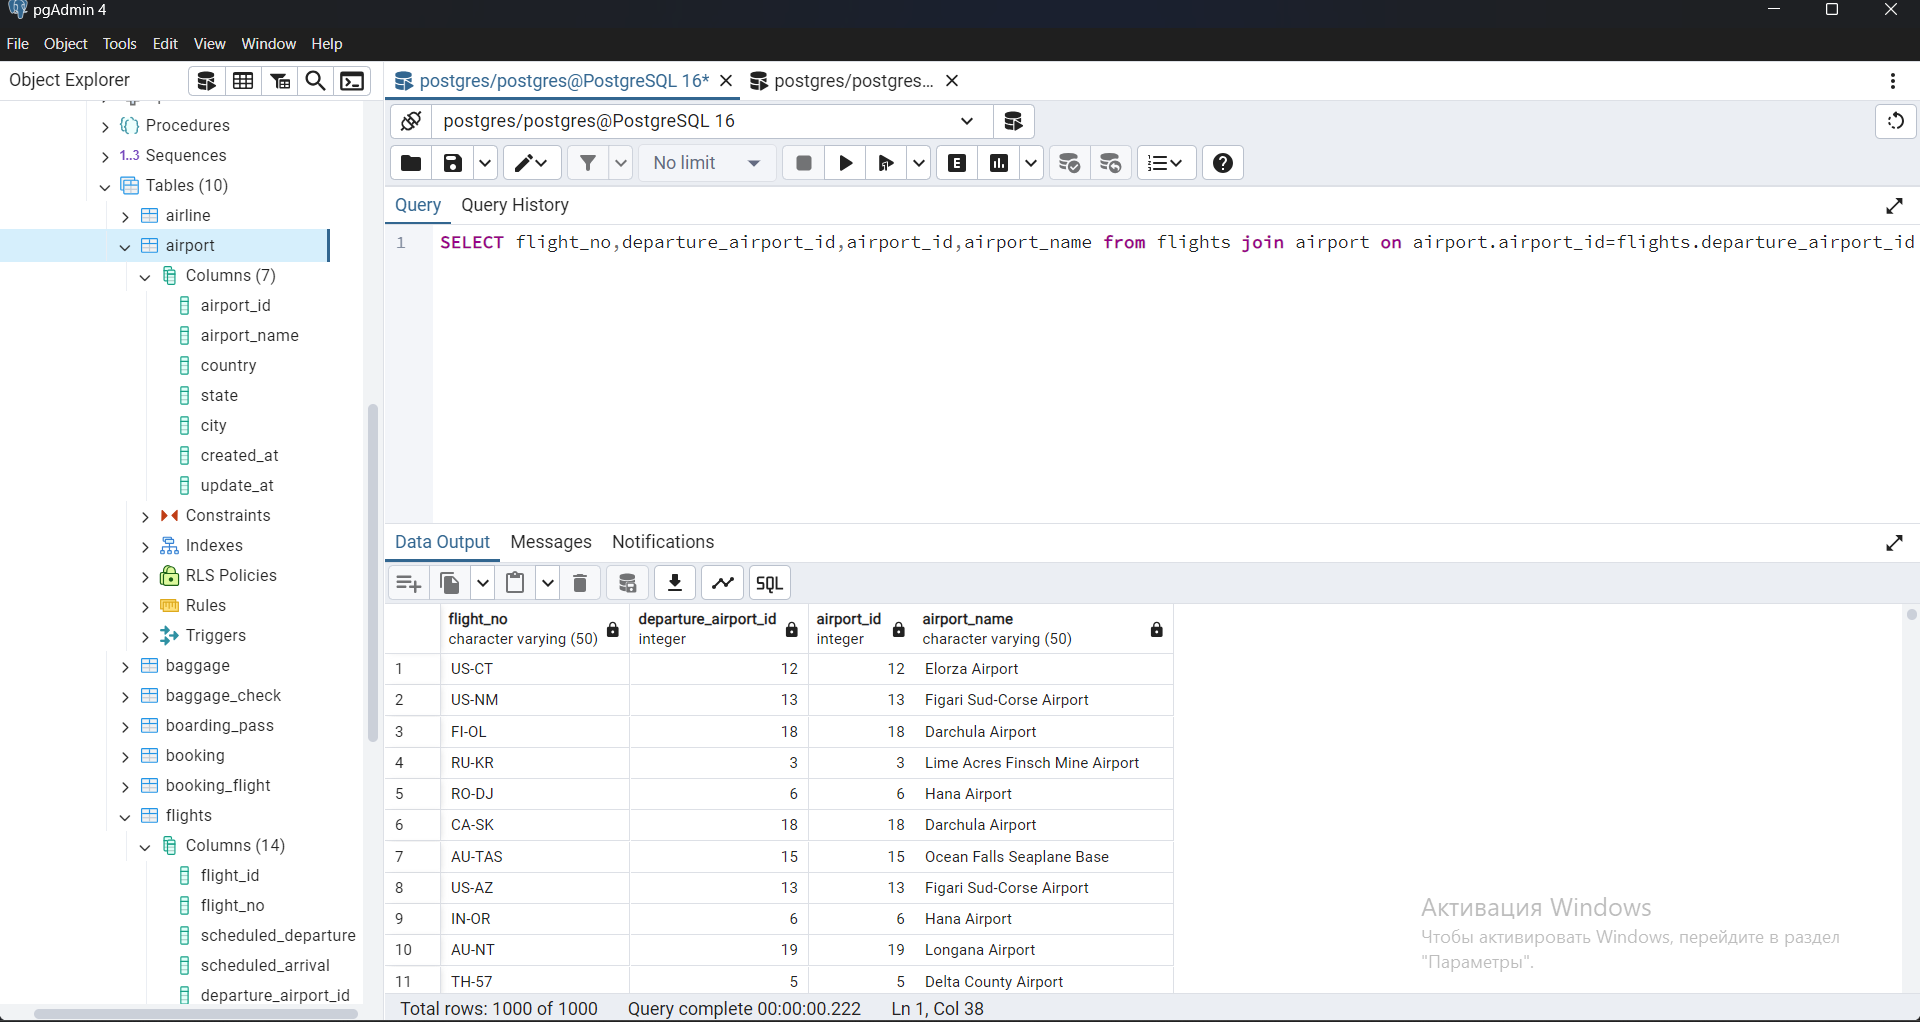 pgAdmin 4
File Object Tools Edit View Window Help
Object Explorer
Procedures
1..3 Sequences
Tables (10)
airline
airport
Columns (7)
airport_id
airport_name
country
state
city
created_at
update_at
Constraints
Indexes
RLS Policies
Rules
Triggers
baggage
baggage_check
boarding_pass
booking
booking_flight
flights
Columns (14)
flight_id
flight_no
scheduled_departure
scheduled_arrival
departure_airport_id
postgres/postgres@PostgreSQL 16* postgres/postgres...
postgres/postgres@PostgreSQL 16
No limit E
Query Query History
1 SELECT flight_no,departure_airport_id,airport_id,airport_name from flights join airport on airport.airport_id=flights.departure_airport_id
Data Output Messages Notifications
SQL
flight_no departure_airport_id airport_id airport_name
character varying (50) integer integer character varying (50)
1 US-CT 12 12 Elorza Airport
2 US-NM 13 13 Figari Sud-Corse Airport
3 FI-OL 18 18 Darchula Airport
4 RU-KR 3 3 Lime Acres Finsch Mine Airport
5 RO-DJ 6 6 Hana Airport
6 CA-SK 18 18 Darchula Airport
7 AU-TAS 15 15 Ocean Falls Seaplane Base
8 US-AZ 13 13 Figari Sud-Corse Airport
9 IN-OR 6 6 Hana Airport
10 AU-NT 19 19 Longana Airport
11 TH-57 5 5 Delta County Airport
Активация Windows
Чтобы активировать Windows, перейдите в раздел
"Параметры".
Total rows: 1000 of 1000 Query complete 00:00:00.222 Ln 1, Col 38